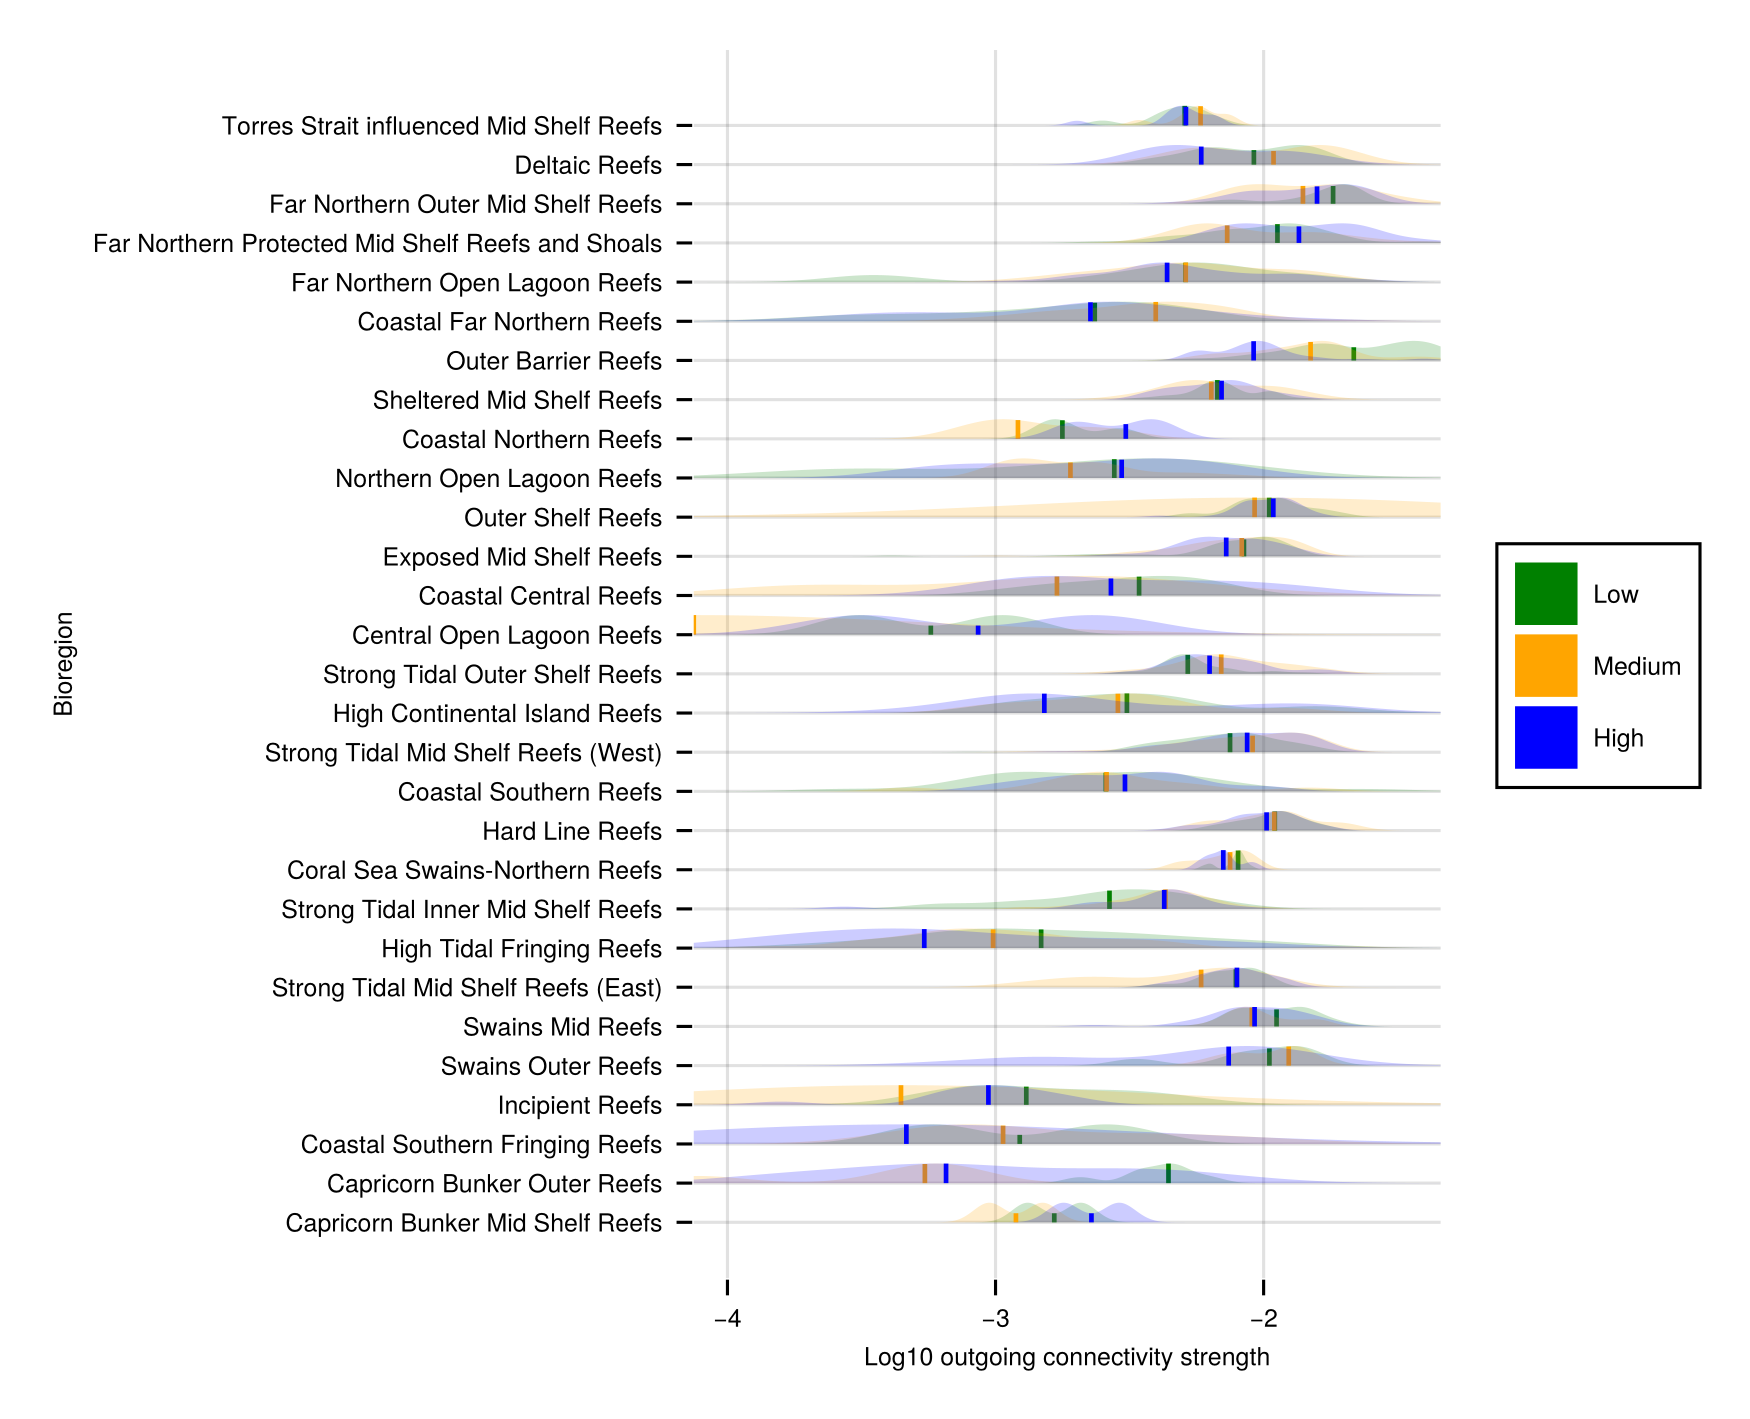 Torres Strait influenced Mid Shelf Reefs
Deltaic Reefs
Far Northern Outer Mid Shelf Reefs
Far Northern Protected Mid Shelf Reefs and Shoals
Far Northern Open Lagoon Reefs
Coastal Far Northern Reefs
Outer Barrier Reefs
Sheltered Mid Shelf Reefs
Coastal Northern Reefs
Northern Open Lagoon Reefs
Outer Shelf Reefs
Exposed Mid Shelf Reefs
Coastal Central Reefs
Central Open Lagoon Reefs
Strong Tidal Outer Shelf Reefs
High Continental Island Reefs
Strong Tidal Mid Shelf Reefs (West)
Coastal Southern Reefs
Hard Line Reefs
Coral Sea Swains-Northern Reefs
Strong Tidal Inner Mid Shelf Reefs
High Tidal Fringing Reefs
Strong Tidal Mid Shelf Reefs (East)
Swains Mid Reefs
Swains Outer Reefs
Incipient Reefs
Coastal Southern Fringing Reefs
Capricorn Bunker Outer Reefs
Capricorn Bunker Mid Shelf Reefs
Bioregion
−4 −3 −2
Log10 outgoing connectivity strength
Low
Medium
High